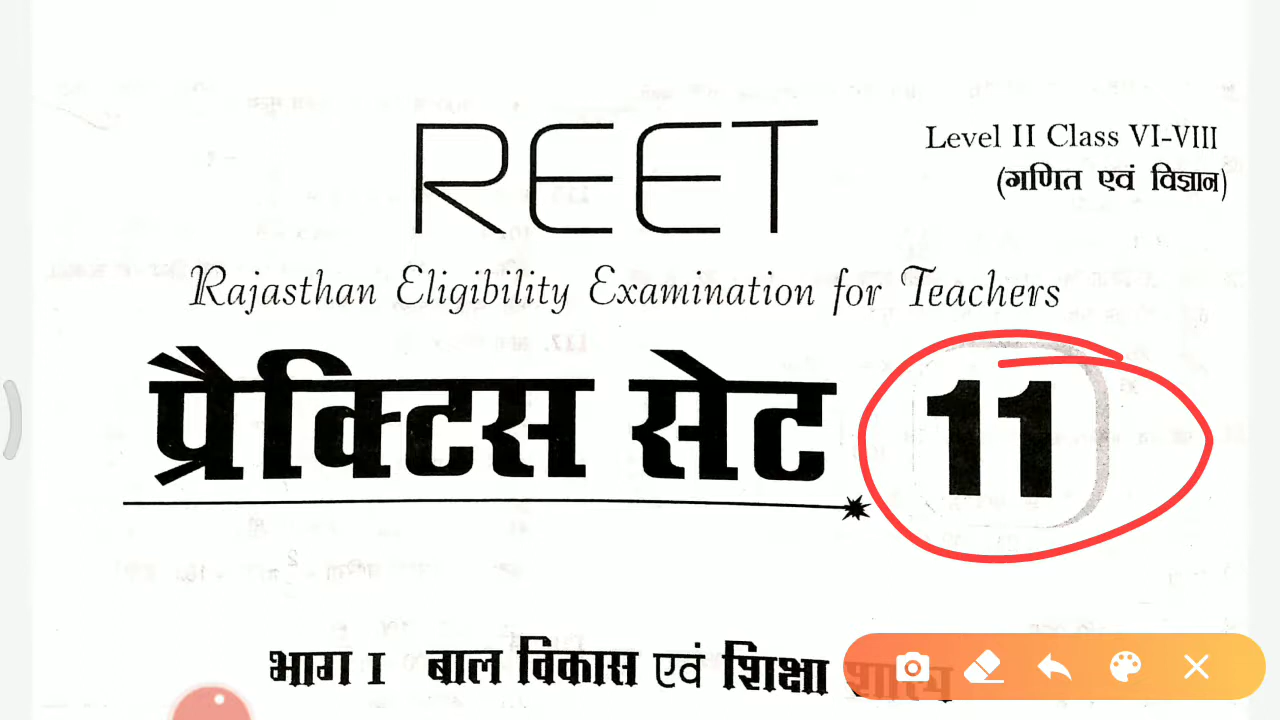 REET
Level II Class VI-VIII
(गणित एवं विज्ञान)
Rajasthan Eligibility Examination for Teachers
प्रैक्टिस सेट 11
भाग I बाल विकास एवं शिक्षा